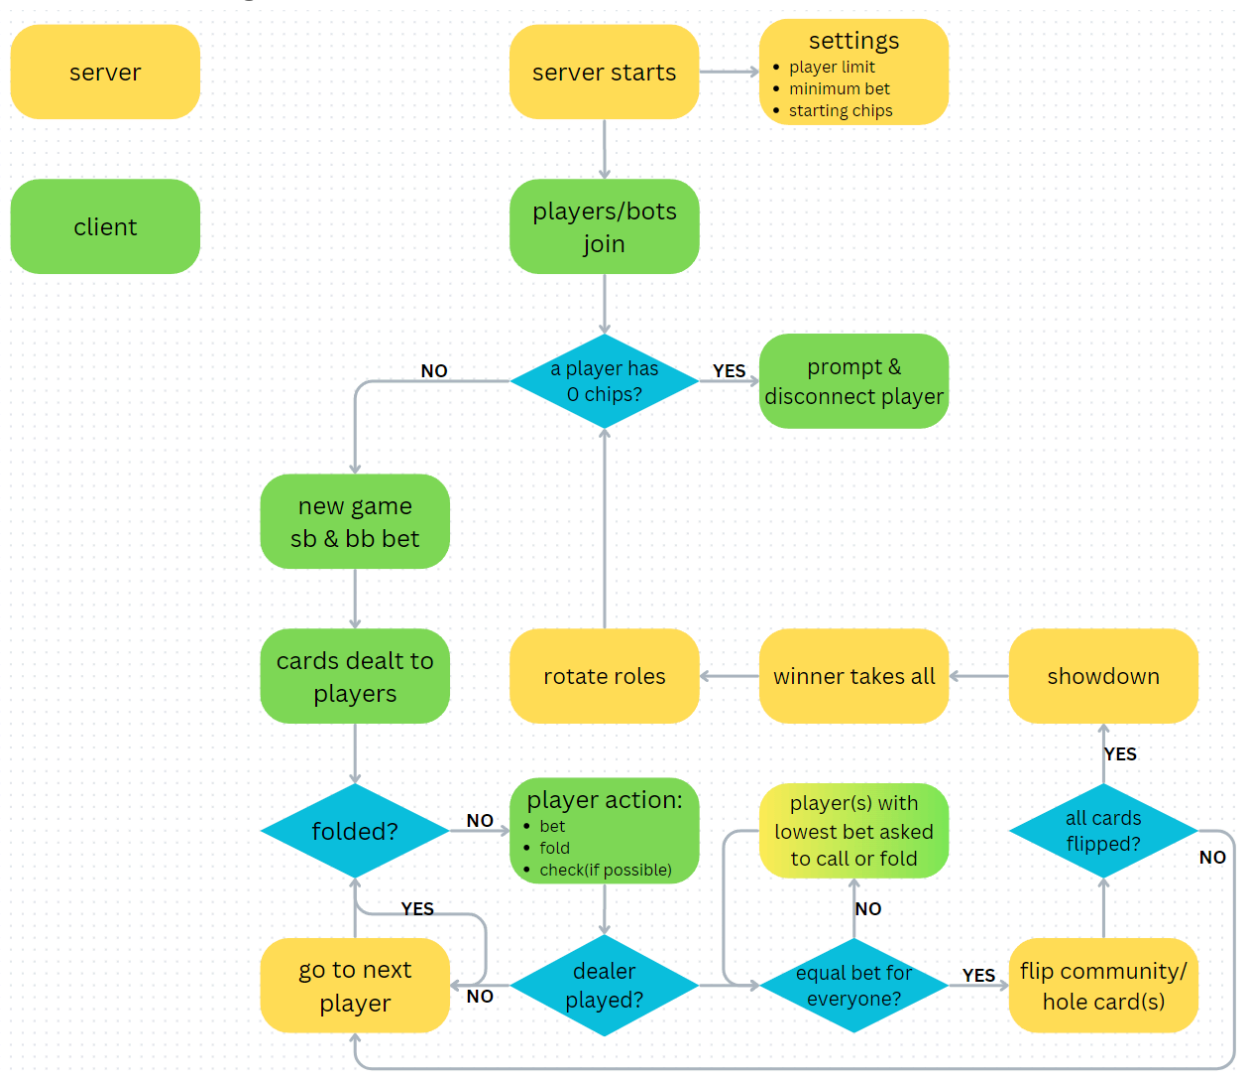 server
server starts
settings
• player limit
• minimum bet
• starting chips
client
players/bots
join
a player has
0 chips?
NO
YES
prompt &
disconnect player
new game
sb & bb bet
cards dealt to
players
rotate roles
winner takes all
showdown
YES
folded?
NO
player action:
• bet
• fold
• check(if possible)
player(s) with
lowest bet asked
to call or fold
all cards
flipped?
NO
YES
NO
go to next
player
NO
dealer
played?
equal bet for
everyone?
YES
flip community/
hole card(s)